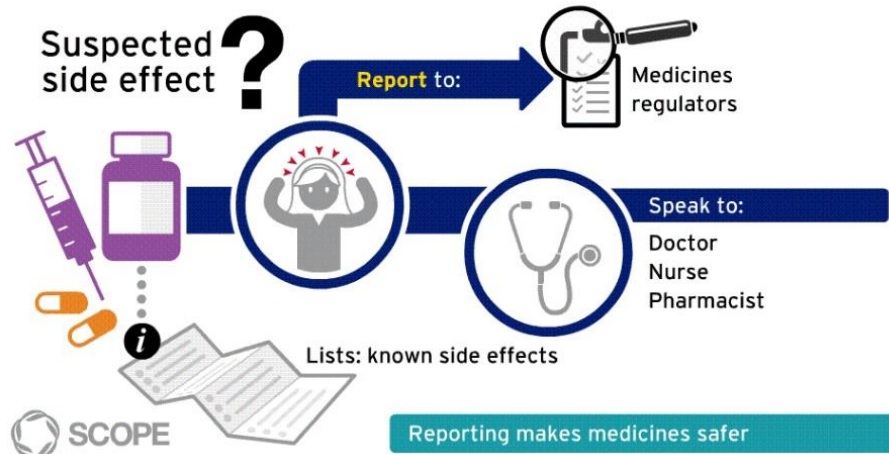 Suspected
side effect ?
Report to:
Medicines
regulators
Speak to:
Doctor
Nurse
Pharmacist
i
Lists: known side effects
SCOPE
Reporting makes medicines safer